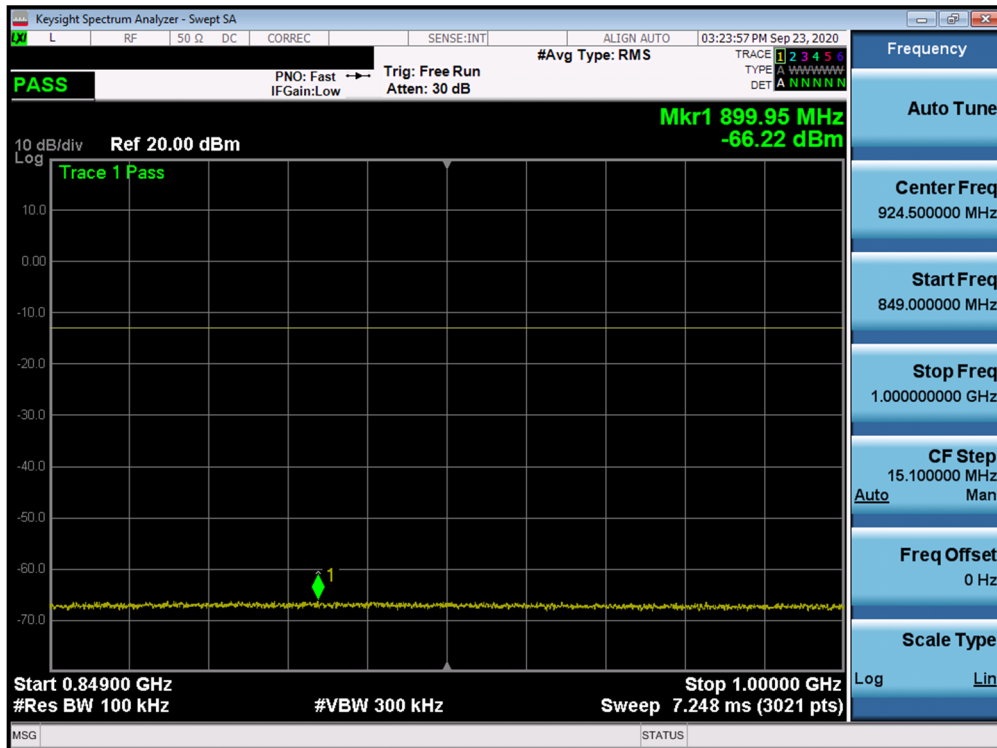 Keysight Spectrum Analyzer - Swept SA
LXI L RF 50 Ω DC CORREC SENSE:INT ALIGN AUTO 03:23:57 PM Sep 23, 2020
PASS
PNO: Fast
IFGain:Low
Trig: Free Run
Atten: 30 dB
#Avg Type: RMS
TRACE 1 2 3 4 5 6
TYPE A WWWWW
DET A N N N N N
Mkr1 899.95 MHz
-66.22 dBm
10 dB/div
Log
Ref 20.00 dBm
Trace 1 Pass
10.0
0.00
-10.0
-20.0
-30.0
-40.0
-50.0
-60.0
-70.0
1
Start 0.84900 GHz
Stop 1.00000 GHz
#Res BW 100 kHz
#VBW 300 kHz
Sweep 7.248 ms (3021 pts)
MSG
STATUS
Frequency
Auto Tune
Center Freq
924.500000 MHz
Start Freq
849.000000 MHz
Stop Freq
1.000000000 GHz
CF Step
15.100000 MHz
Auto Man
Freq Offset
0 Hz
Scale Type
Log Lin